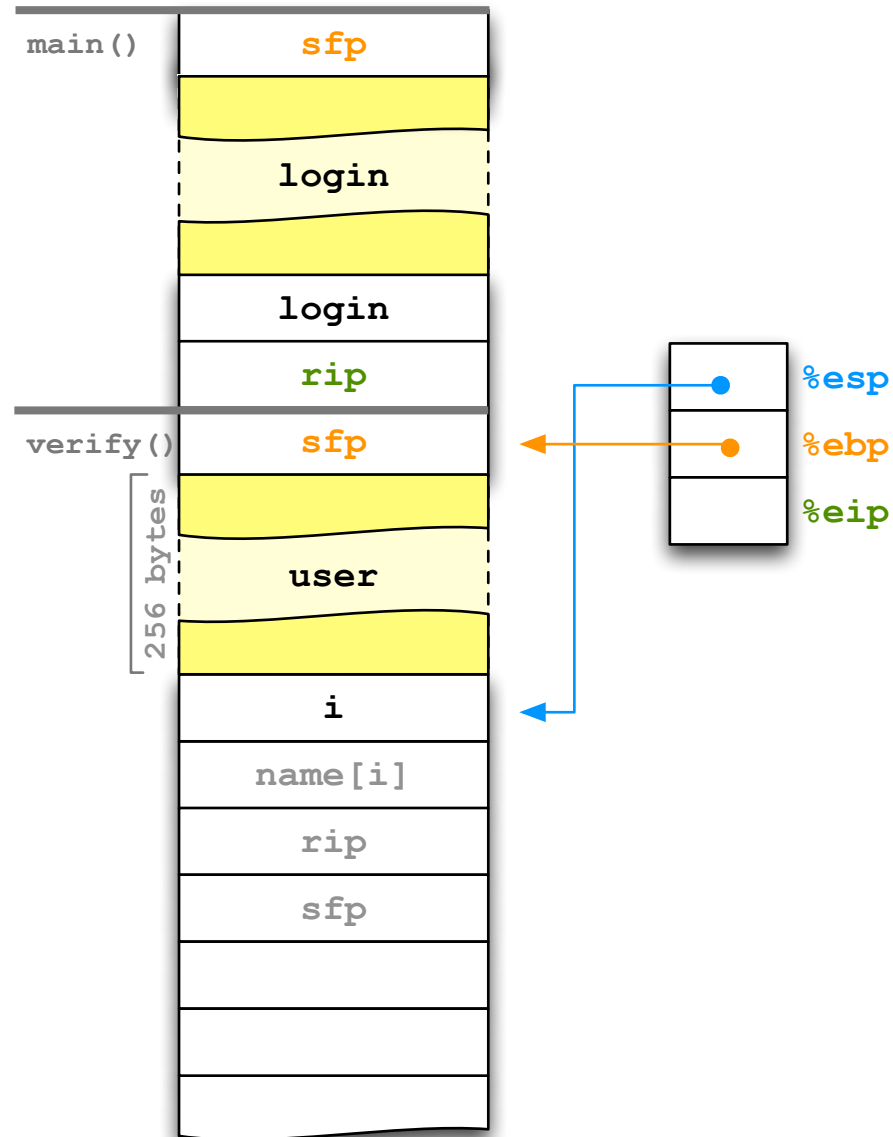 main()
sfp
login
login
rip
%esp
verify()
sfp
%ebp
%eip
256 bytes
user
i
name[i]
rip
sfp